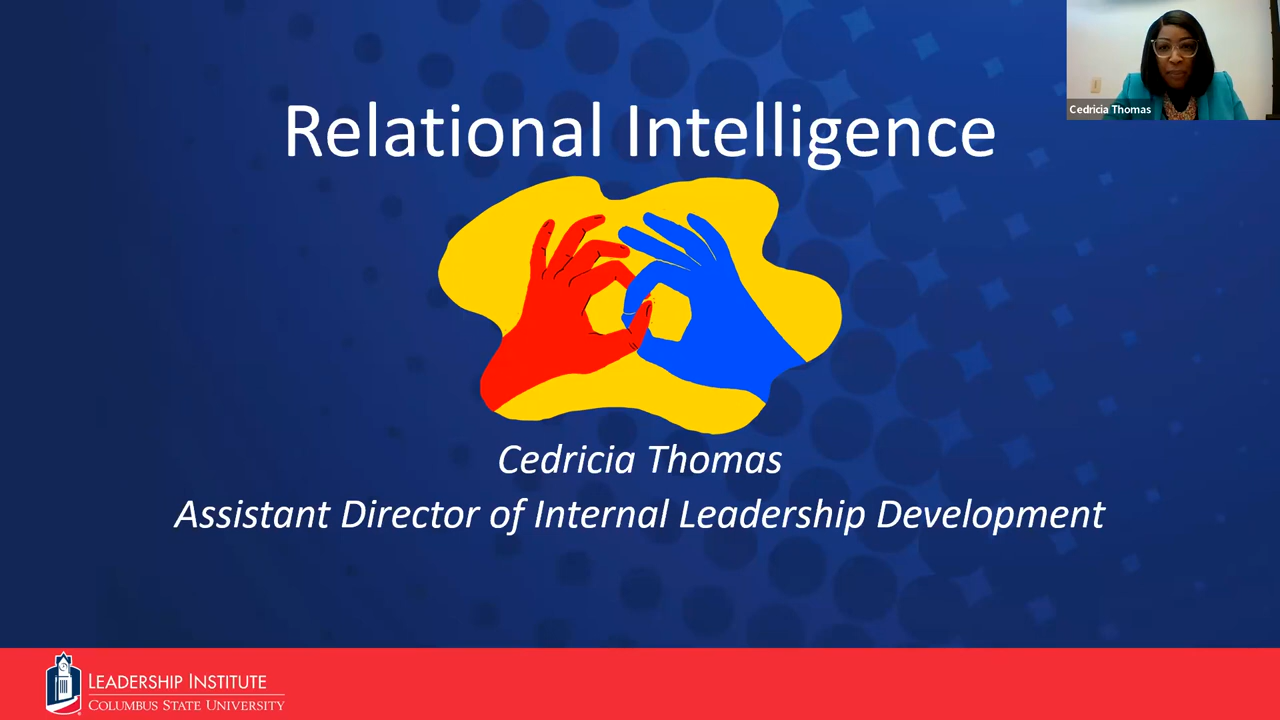 Relational Intelligence
Cedricia Thomas
Cedricia Thomas
Assistant Director of Internal Leadership Development
LEADERSHIP INSTITUTE
COLUMBUS STATE UNIVERSITY